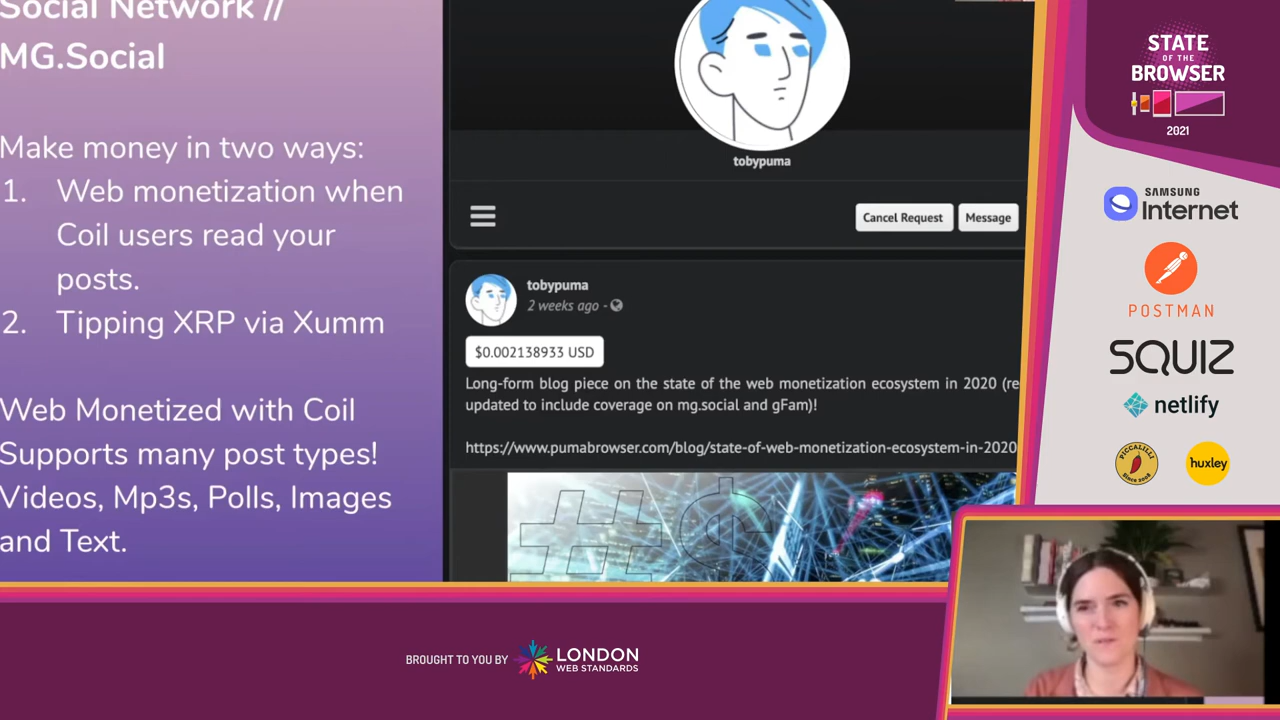 Social Network //
MG.Social
Make money in two ways:
1. Web monetization when
Coil users read your
posts.
2. Tipping XRP via Xumm
Web Monetized with Coil
Supports many post types!
Videos, Mp3s, Polls, Images
and Text.
tobypuma
Cancel Request
Message
tobypuma
2 weeks ago -
$0.002138933 USD
Long-form blog piece on the state of the web monetization ecosystem in 2020 (re
updated to include coverage on mg.social and gFam)!
https://www.pumabrowser.com/blog/state-of-web-monetization-ecosystem-in-2020
STATE
OF THE
BROWSER
2021
SAMSUNG
Internet
POSTMAN
SQUIZ
netlify
PICCALILLI
Since 2008
huxley
BROUGHT TO YOU BY
LONDON
WEB STANDARDS